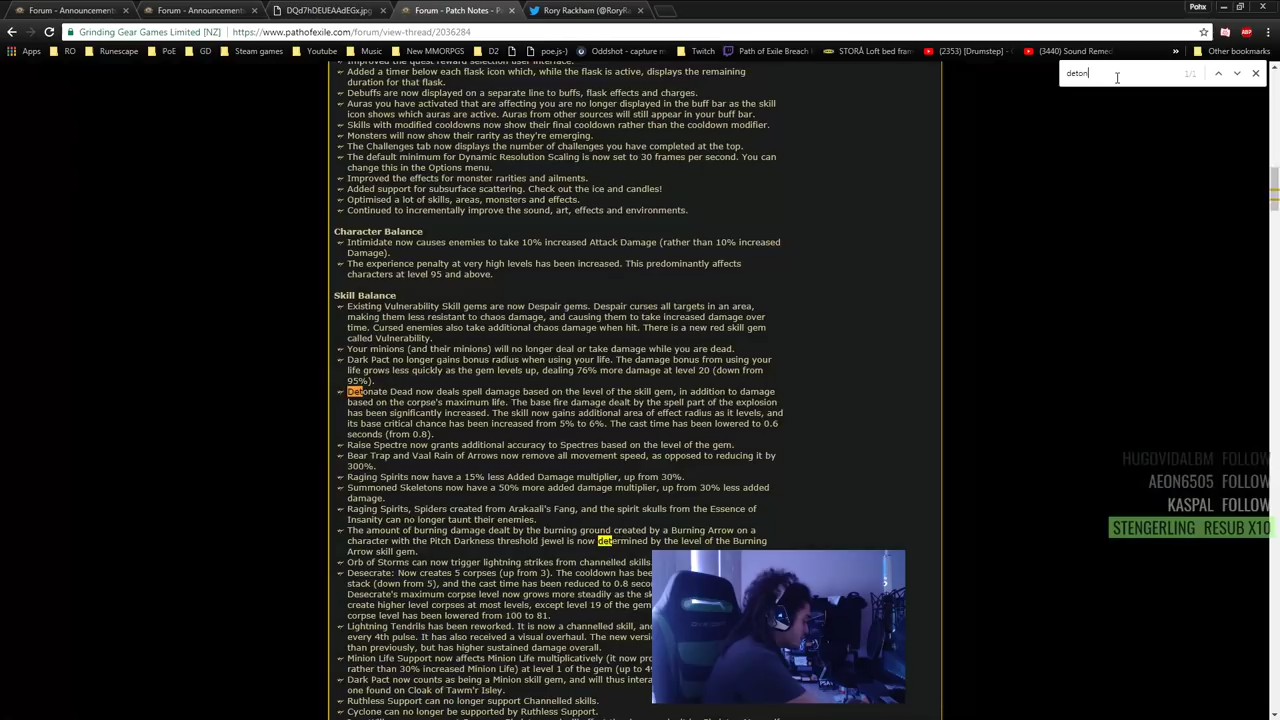 Pohx
Forum - Announcements
Forum - Announcement
DQd7hDEUEAAdEGx.jpg
Forum - Patch Notes - P
Rory Rackham (@RoryRa
Grinding Gear Games Limited [NZ] https://www.pathofexile.com/forum/view-thread/2036284
Apps RO Runescape PoE GD Steam games Youtube Music New MMORPGS D2 (poe.js-) Oddshot - capture m Twitch Path of Exile Breach STORÅ Loft bed fram (2353) [Drumstep] - (3440) Sound Remed » Other bookmarks
deton 1/1
Improved the quest reward selection user interface.
Added a timer below each flask icon which, while the flask is active, displays the remaining
duration for that flask.
Debuffs are now displayed on a separate line to buffs, flask effects and charges.
Auras you have activated that are affecting you are no longer displayed in the buff bar as the skill
icon shows which auras are active. Auras from other sources will still appear in your buff bar.
Skills with modified cooldowns now show their final cooldown rather than the cooldown modifier.
Monsters will now show their rarity as they're emerging.
The Challenges tab now displays the number of challenges you have completed at the top.
The default minimum for Dynamic Resolution Scaling is now set to 30 frames per second. You can
change this in the Options menu.
Improved the effects for monster rarities and ailments.
Added support for subsurface scattering. Check out the ice and candles!
Optimised a lot of skills, areas, monsters and effects.
Continued to incrementally improve the sound, art, effects and environments.
Character Balance
Intimidate now causes enemies to take 10% increased Attack Damage (rather than 10% increased
Damage).
The experience penalty at very high levels has been increased. This predominantly affects
characters at level 95 and above.
Skill Balance
Existing Vulnerability Skill gems are now Despair gems. Despair curses all targets in an area,
making them less resistant to chaos damage, and causing them to take increased damage over
time. Cursed enemies also take additional chaos damage when hit. There is a new red skill gem
called Vulnerability.
Your minions (and their minions) will no longer deal or take damage while you are dead.
Dark Pact no longer gains bonus radius when using your life. The damage bonus from using your
life grows less quickly as the gem levels up, dealing 76% more damage at level 20 (down from
95%).
Detonate Dead now deals spell damage based on the level of the skill gem, in addition to damage
based on the corpse's maximum life. The base fire damage dealt by the spell part of the explosion
has been significantly increased. The skill now gains additional area of effect radius as it levels, and
its base critical chance has been increased from 5% to 6%. The cast time has been lowered to 0.6
seconds (from 0.8).
Raise Spectre now grants additional accuracy to Spectres based on the level of the gem.
Bear Trap and Vaal Rain of Arrows now remove all movement speed, as opposed to reducing it by
300%.
Raging Spirits now have a 15% less Added Damage multiplier, up from 30%.
Summoned Skeletons now have a 50% more added damage multiplier, up from 30% less added
damage.
Raging Spirits, Spiders created from Arakaali's Fang, and the spirit skulls from the Essence of
Insanity can no longer taunt their enemies.
The amount of burning damage dealt by the burning ground created by a Burning Arrow on a
character with the Pitch Darkness threshold jewel is now determined by the level of the Burning
Arrow skill gem.
Orb of Storms can now trigger lightning strikes from channelled skills.
Desecrate: Now creates 5 corpses (up from 3). The cooldown has bee
stack (down from 5), and the cast time has been reduced to 0.8 seco
Desecrate's maximum corpse level now grows more steadily as the sk
create higher level corpses at most levels, except level 19 of the gem
corpse level has been lowered from 100 to 81.
Lightning Tendrils has been reworked. It is now a channelled skill, and
every 4th pulse. It has also received a visual overhaul. The new versi
than previously, but has higher sustained damage overall.
Minion Life Support now affects Minion Life multiplicatively (it now pro
rather than 30% increased Minion Life) at level 1 of the gem (up to 4
Dark Pact now counts as being a Minion skill gem, and will thus intera
one found on Cloak of Tawm'r Isley.
Ruthless Support can no longer support Channelled skills.
Cyclone can no longer be supported by Ruthless Support.
HUGOVIDALBM FOLLOW
AEON6505 FOLLOW
KASPAL FOLLOW
STENGERLING RESUB X10